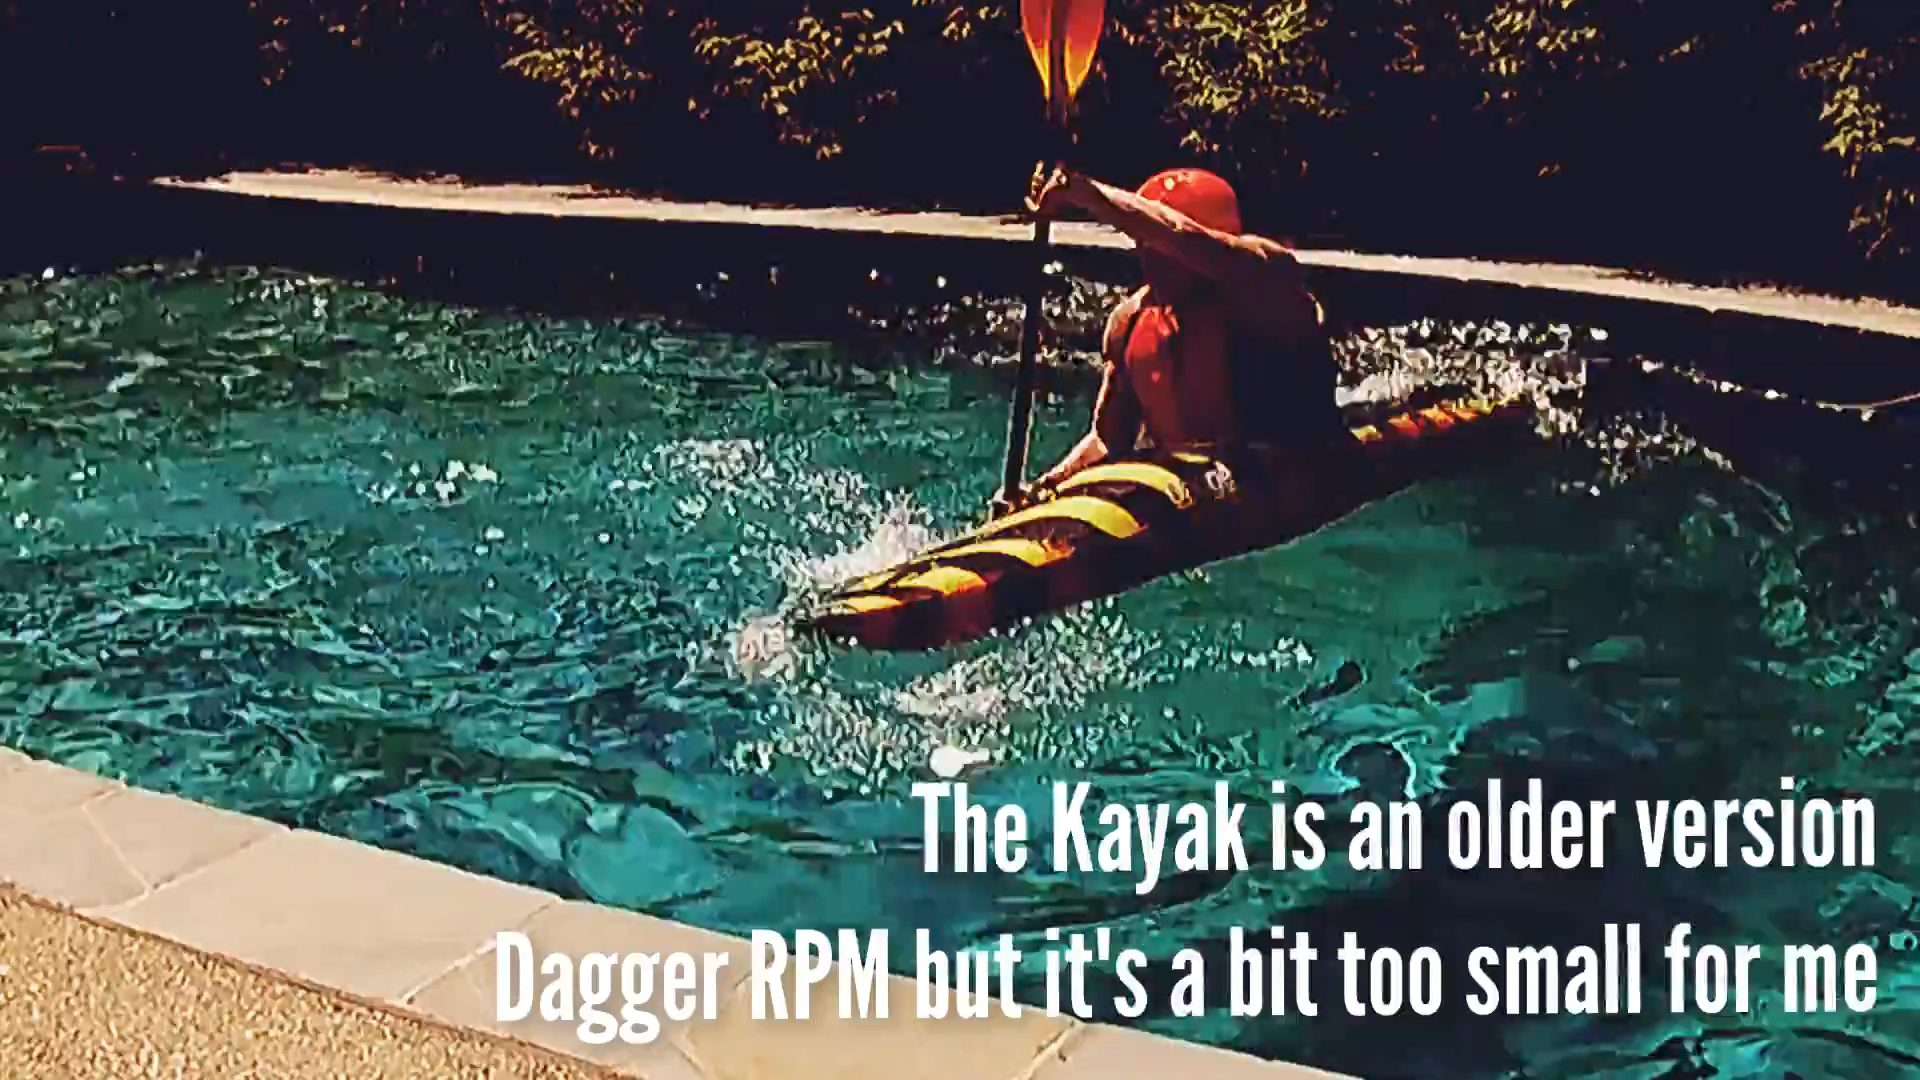 The Kayak is an older version
Dagger RPM but it's a bit too small for me